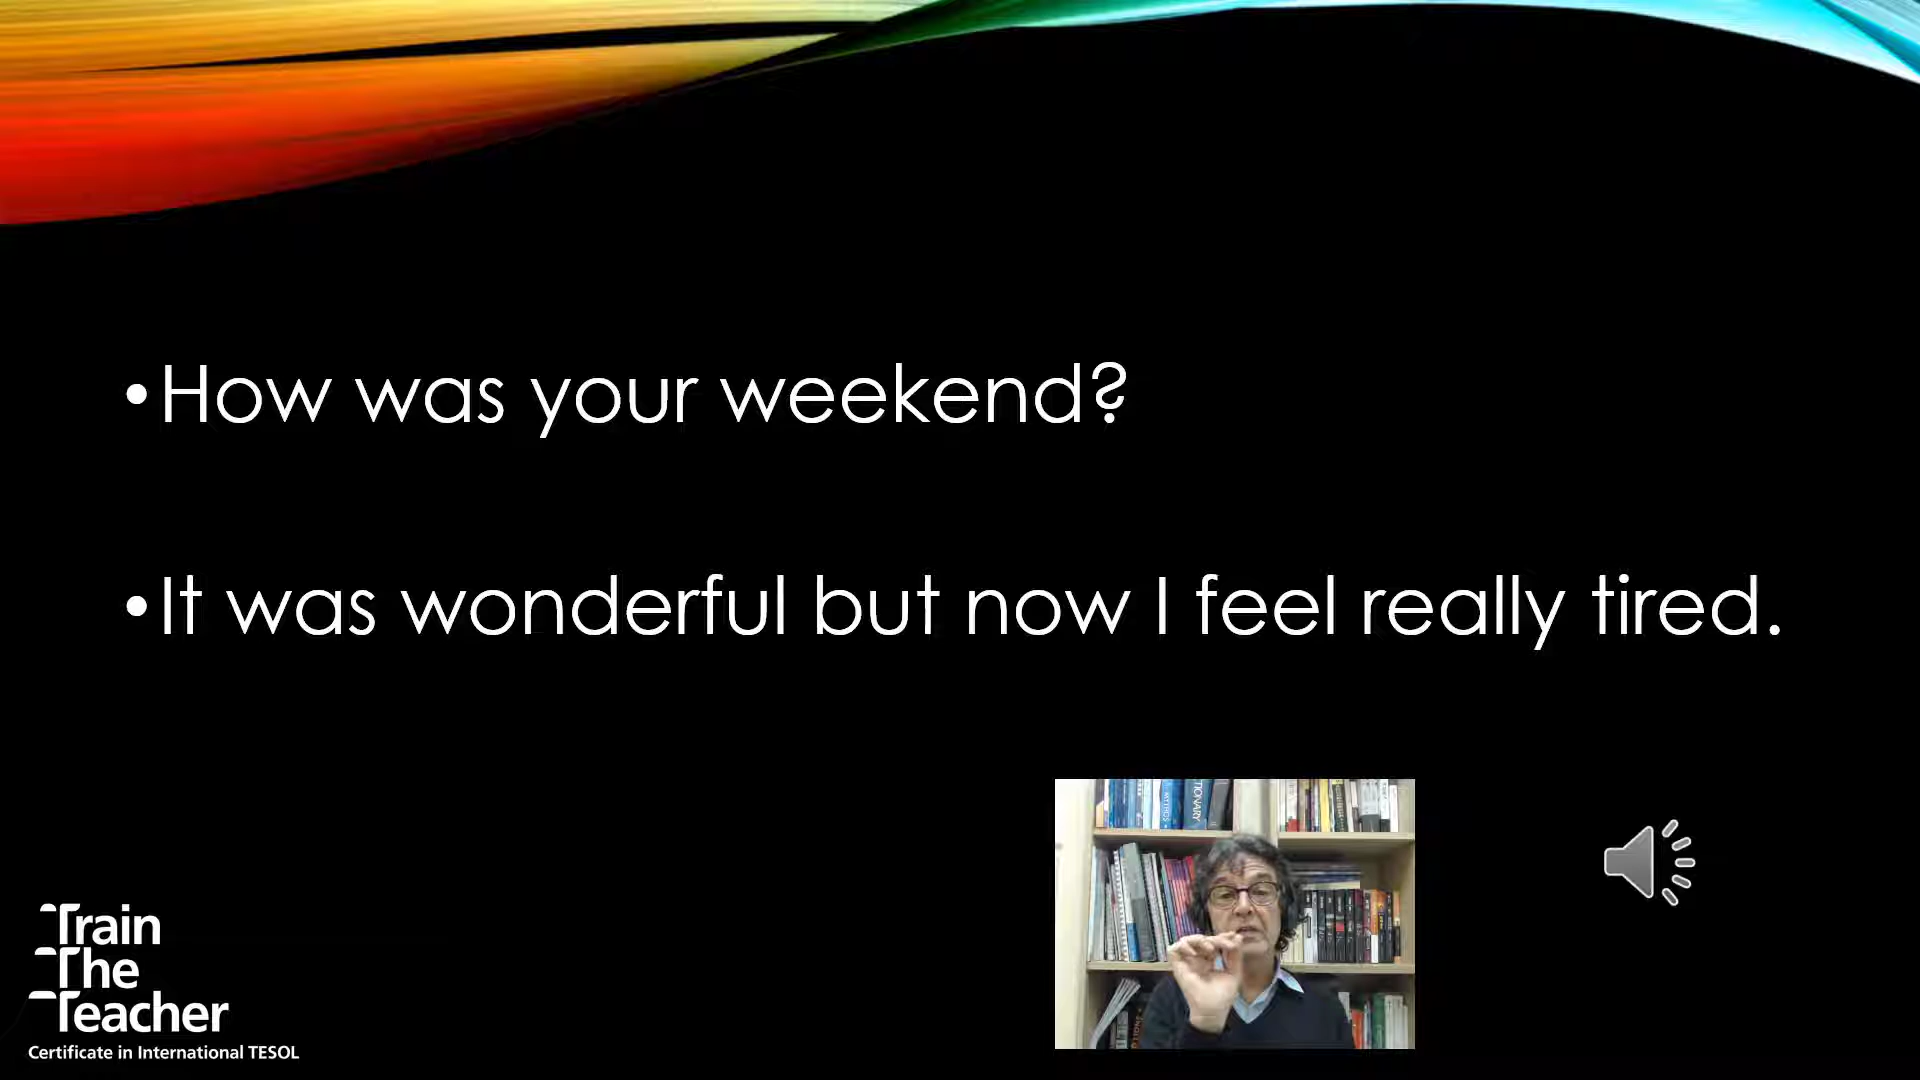 •How was your weekend?
•It was wonderful but now I feel really tired.
Train
The
Teacher
Certificate in International TESOL